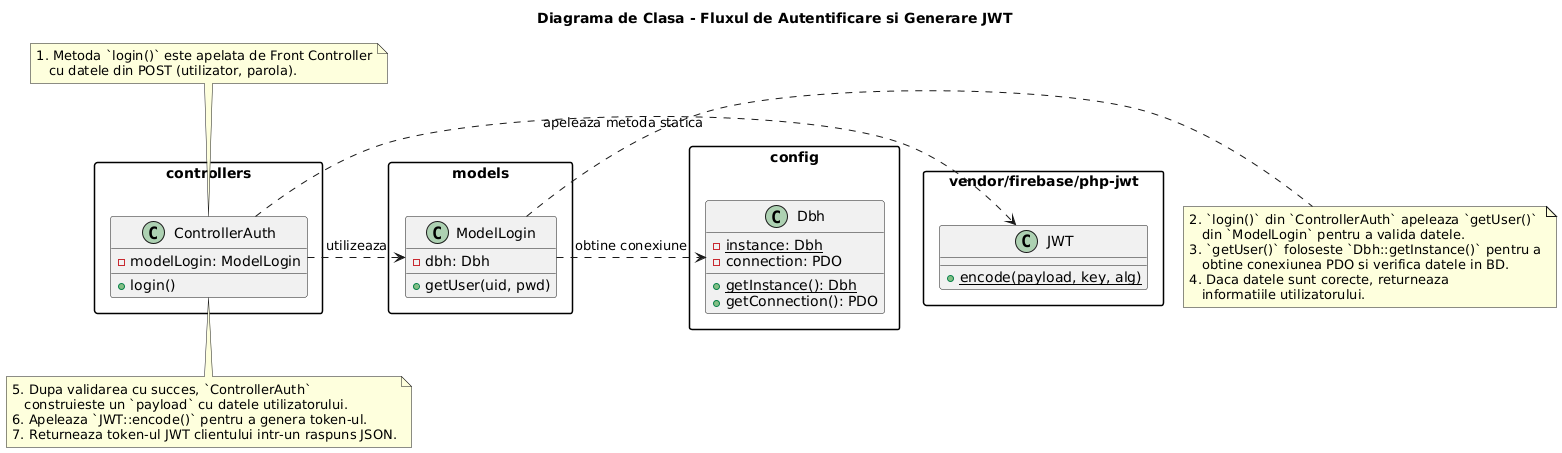 Diagrama de Clasa - Fluxul de Autentificare si Generare JWT
1. Metoda `login()` este apelata de Front Controller
cu datele din POST (utilizator, parola).
apeleaza metoda statica
controllers
models
config
vendor/firebase/php-jwt
C ControllerAuth
modelLogin: ModelLogin
login()
utilizeaza
C ModelLogin
dbh: Dbh
getUser(uid, pwd)
obtine conexiune
C Dbh
instance: Dbh
connection: PDO
getInstance(): Dbh
getConnection(): PDO
C JWT
encode(payload, key, alg)
2. `login()` din `ControllerAuth` apeleaza `getUser()`
din `ModelLogin` pentru a valida datele.
3. `getUser()` foloseste `Dbh::getInstance()` pentru a
obtine conexiunea PDO si verifica datele in BD.
4. Daca datele sunt corecte, returneaza
informatiile utilizatorului.
5. Dupa validarea cu succes, `ControllerAuth`
construieste un `payload` cu datele utilizatorului.
6. Apeleaza `JWT::encode()` pentru a genera token-ul.
7. Returneaza token-ul JWT clientului intr-un raspuns JSON.